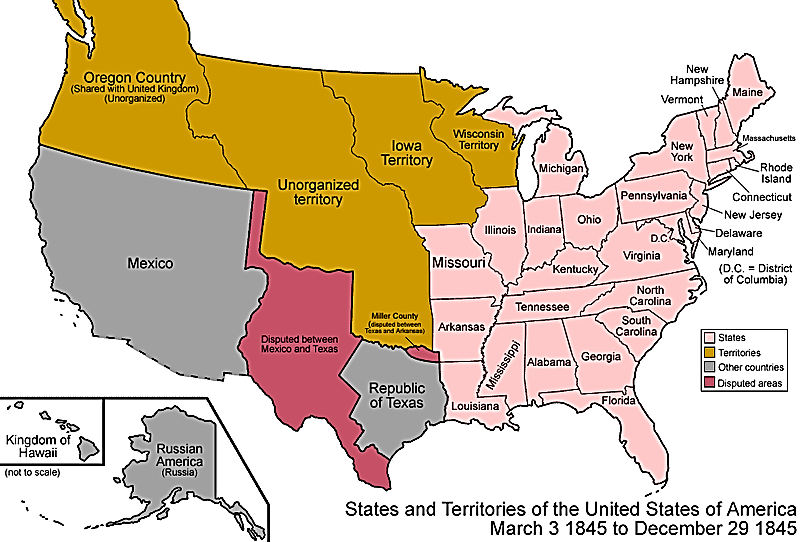 Oregon Country
(Shared with United Kingdom)
(Unorganized)
Unorganized
territory
Iowa
Territory
Wisconsin
Territory
Michigan
New
Hampshire
Vermont
Maine
Massachusetts
New
York
Rhode
Island
Connecticut
Pennsylvania
New Jersey
Delaware
Maryland
D.C.
(D.C. = District
of Columbia)
Mexico
Missouri
Illinois
Indiana
Ohio
Kentucky
Virginia
Tennessee
North
Carolina
South
Carolina
Arkansas
Miller County
(disputed between
Texas and Arkansas)
Disputed between
Mexico and Texas
Republic
of Texas
Mississippi
Alabama
Georgia
Louisiana
Florida
States
Territories
Other countries
Disputed areas
Kingdom of
Hawaii
(not to scale)
Russian
America
(Russia)
States and Territories of the United States of America
March 3 1845 to December 29 1845